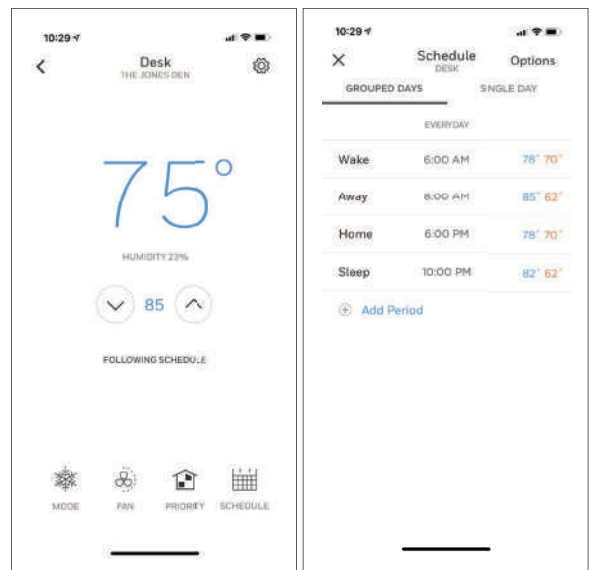 10:29
Desk
THE JONES DEN
75°
HUMIDITY 23%
85
FOLLOWING SCHEDULE
MODE FAN PRIORITY SCHEDULE
10:29
Schedule
DESK
Options
GROUPED DAYS SINGLE DAY
EVERYDAY
Wake 6:00 AM 78° 70°
Away 8:00 AM 85° 62°
Home 6:00 PM 78° 70°
Sleep 10:00 PM 82° 62°
Add Period